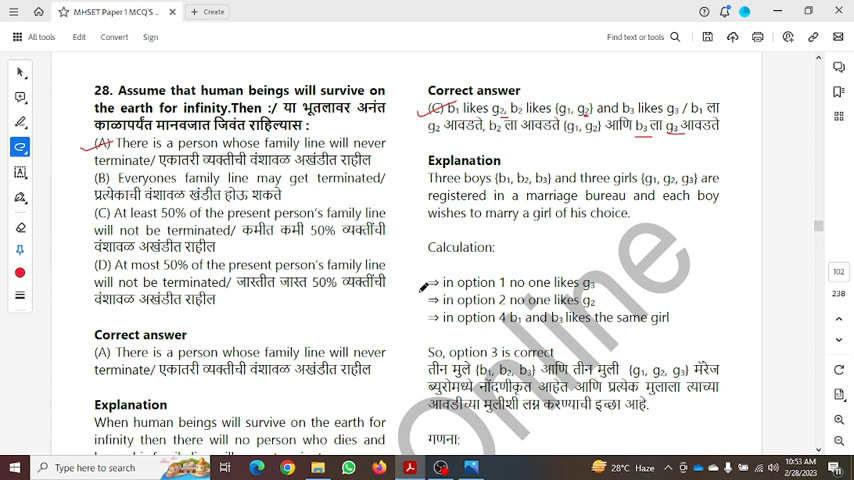 MHSET Paper 1 MCQ'S ..
Create
All tools
Edit
Convert
Sign
Find text or tools
28. Assume that human beings will survive on
the earth for infinity.Then :/ या भूतलावर अनंत
काळापर्यंत मानवजात जिवंत राहिल्यास :
(A) There is a person whose family line will never
terminate/ एकातरी व्यक्तीची वंशावळ अखंडीत राहील
(B) Everyones family line may get terminated/
प्रत्येकाची वंशावळ खंडीत होऊ शकते
(C) At least 50% of the present person's family line
will not be terminated/ कमीत कमी 50% व्यक्तींची
वंशावळ अखंडीत राहील
(D) At most 50% of the present person's family line
will not be terminated/ जास्तीत जास्त 50% व्यक्तींची
वंशावळ अखंडीत राहील
Correct answer
(A) There is a person whose family line will never
terminate/ एकातरी व्यक्तीची वंशावळ अखंडीत राहील
Explanation
When human beings will survive on the earth for
infinity then there will no person who dies and
Correct answer
(C) b₁ likes g₂, b₂ likes {g₁, g₂} and b₃ likes g₃ / b₁ ला
g₂ आवडते, b₂ ला आवडते {g₁, g₂} आणि b₃ ला g₃ आवडते
Explanation
Three boys {b₁, b₂, b₃} and three girls {g₁, g₂, g₃} are
registered in a marriage bureau and each boy
wishes to marry a girl of his choice.
Calculation:
⇒ in option 1 no one likes g₃
⇒ in option 2 no one likes g₂
⇒ in option 4 b₁ and b₃ likes the same girl
So, option 3 is correct
तीन मुले {b₁, b₂, b₃} आणि तीन मुली {g₁, g₂, g₃} मॅरेज
ब्युरोमध्ये नोंदणीकृत आहेत आणि प्रत्येक मुलाला त्याच्या
आवडीच्या मुलीशी लग्न करण्याची इच्छा आहे.
गणना:
Online
102
238
Type here to search
28°C Haze
10:53 AM
2/28/2023